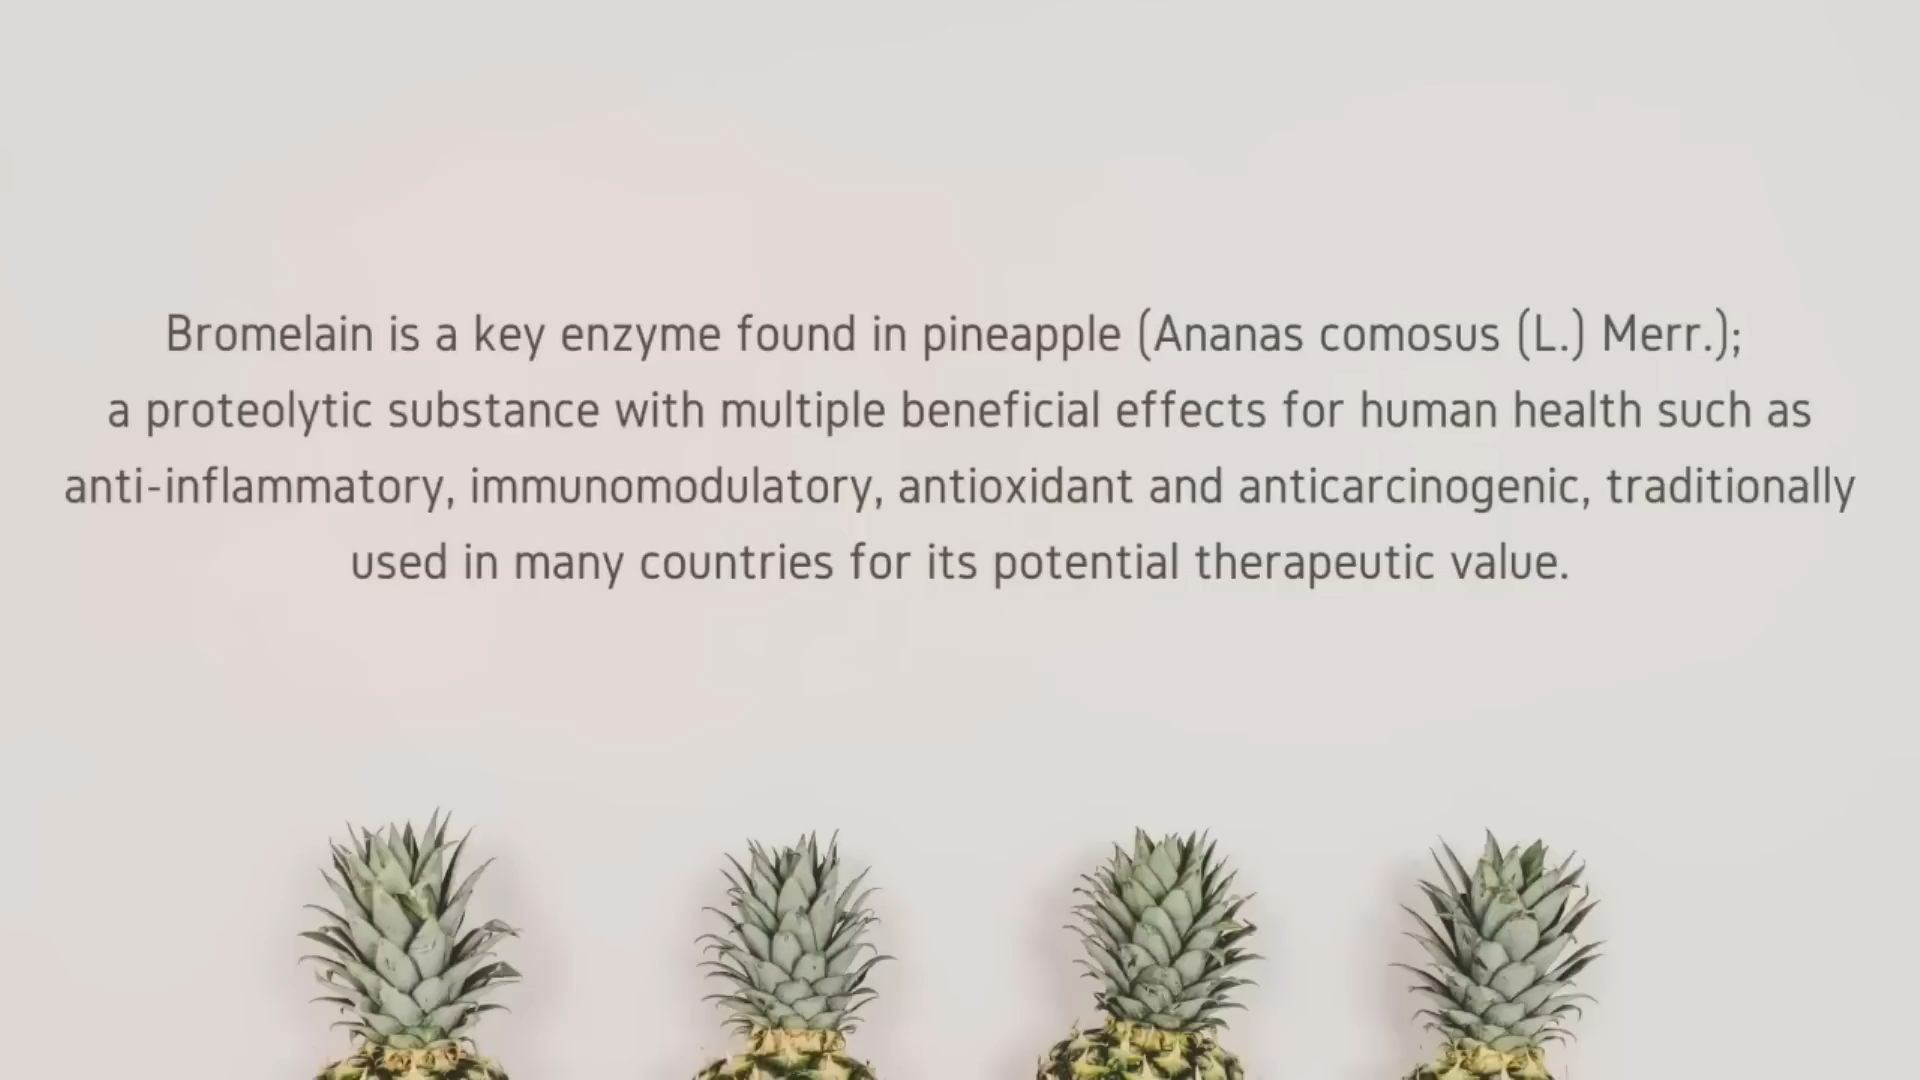 Bromelain is a key enzyme found in pineapple (Ananas comosus (L.) Merr.);
a proteolytic substance with multiple beneficial effects for human health such as
anti-inflammatory, immunomodulatory, antioxidant and anticarcinogenic, traditionally
used in many countries for its potential therapeutic value.